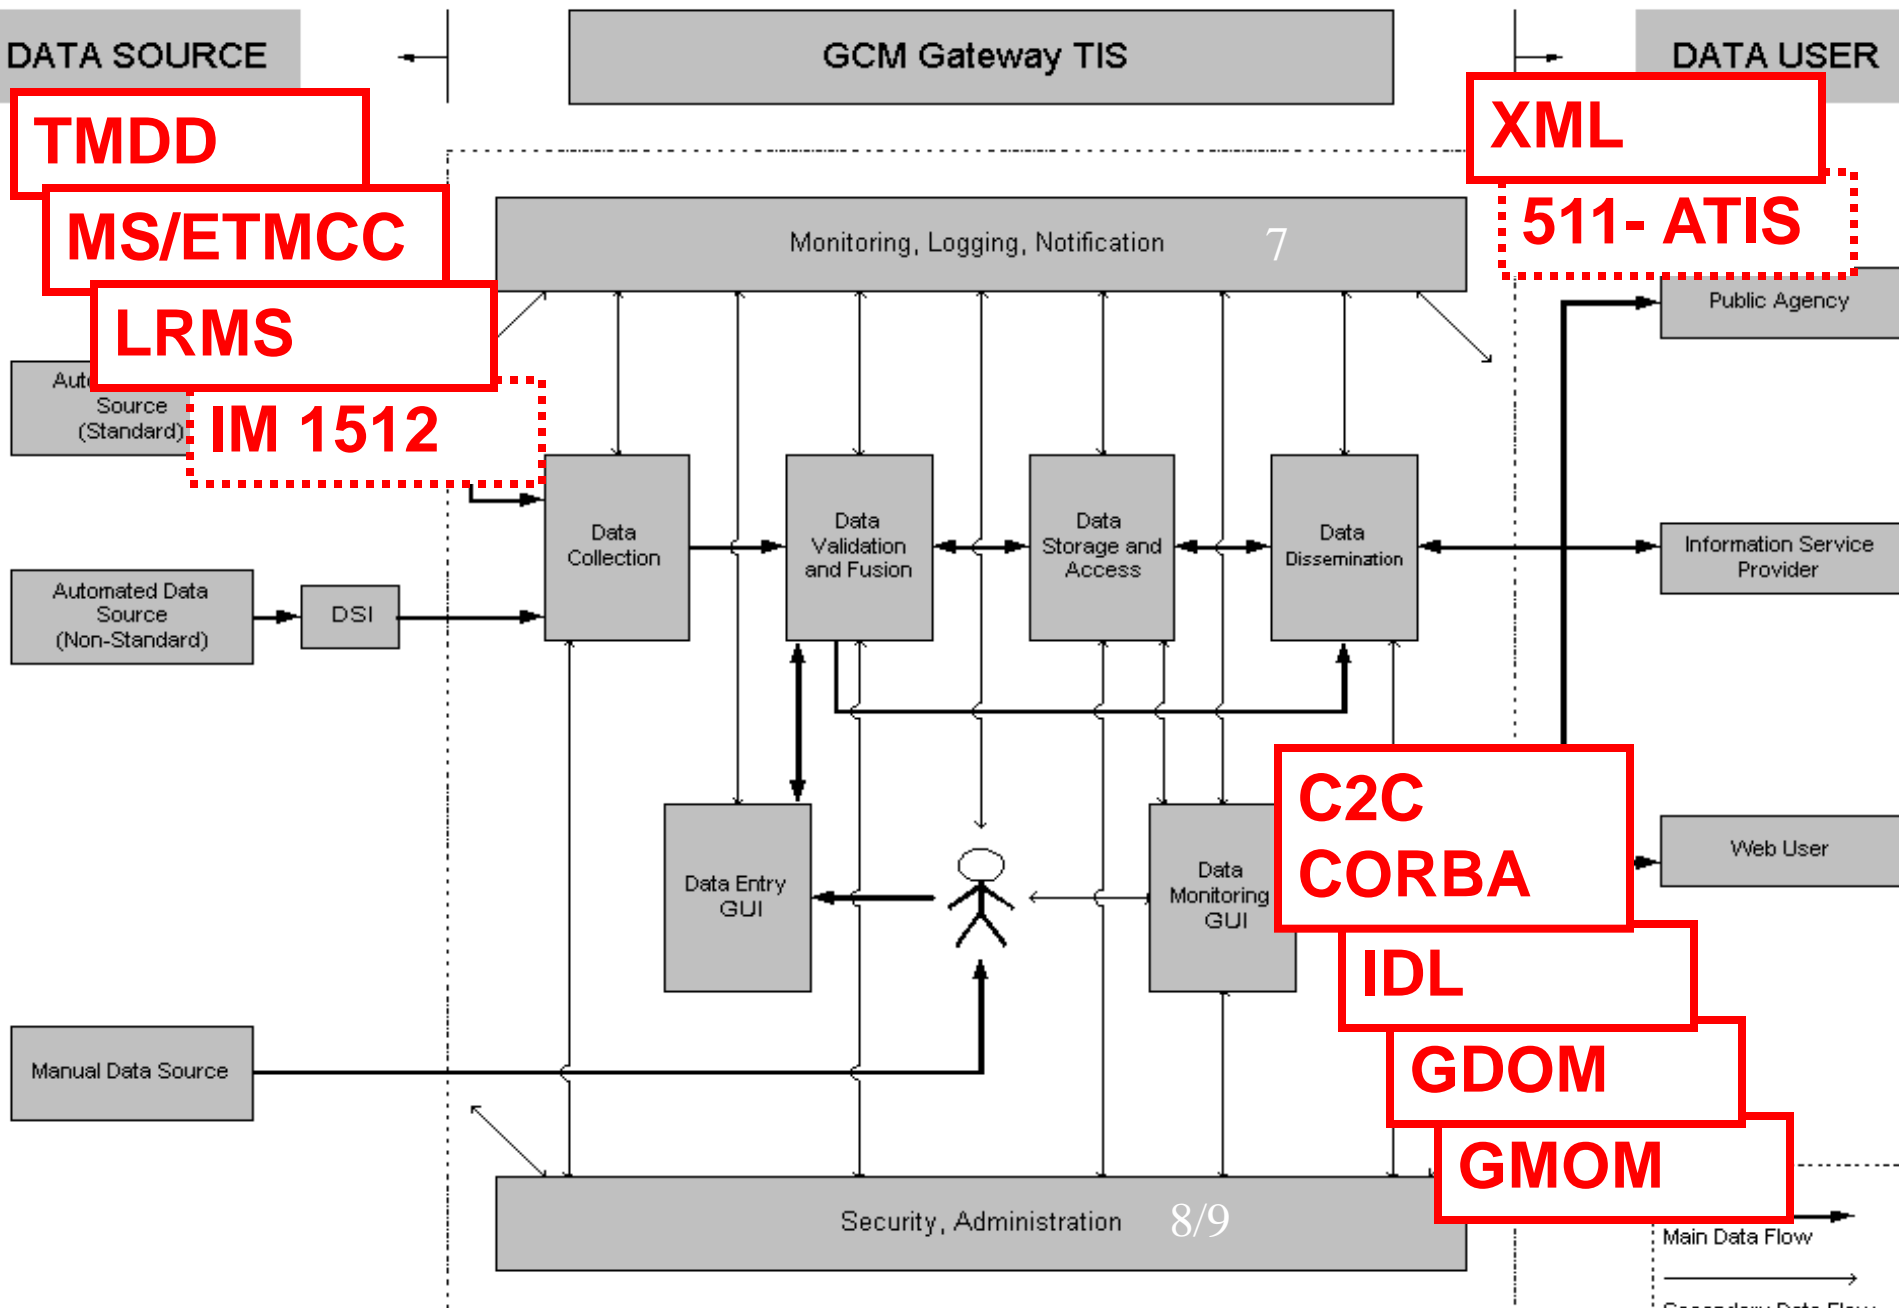 DATA SOURCE
GCM Gateway TIS
DATA USER
TMDD
MS/ETMCC
LRMS
IM 1512
XML
511- ATIS
Monitoring, Logging, Notification 7
Public Agency
Source
(Standard)
Data
Collection
Data
Validation
and Fusion
Data
Storage and
Access
Data
Dissemination
Information Service
Provider
Automated Data
Source
(Non-Standard)
DSI
C2C
CORBA
IDL
GDOM
GMOM
Data Entry
GUI
Data
Monitoring
GUI
Web User
Manual Data Source
Security, Administration 8/9
Main Data Flow